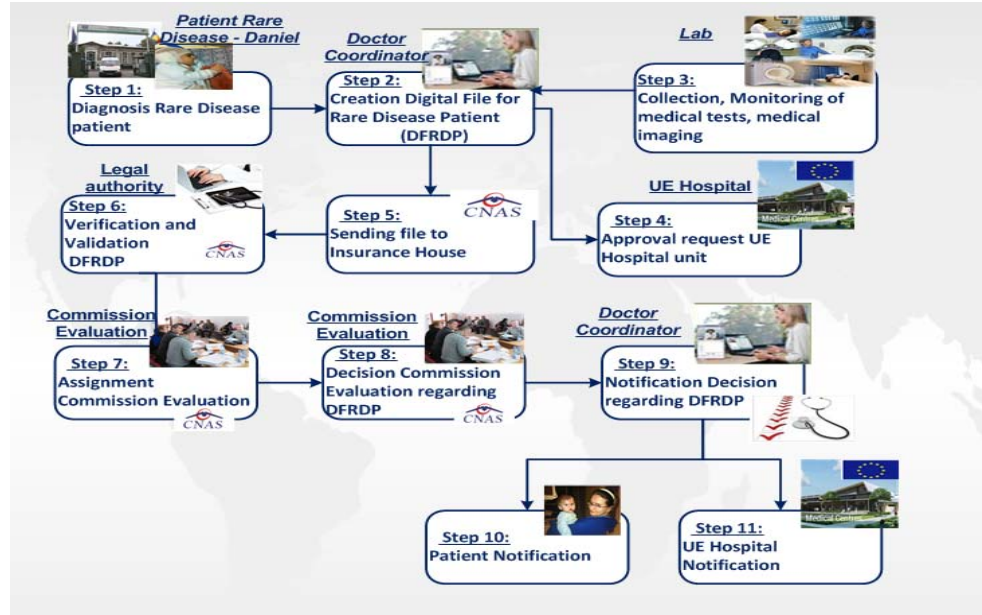 Patient Rare
Disease - Daniel
Step 1:
Diagnosis Rare Disease
patient
Doctor
Coordinator
Step 2:
Creation Digital File for
Rare Disease Patient
(DFRDP)
Lab
Step 3:
Collection, Monitoring of
medical tests, medical
imaging
Legal
authority
Step 6:
Verification and
Validation
DFRDP
CNAS
Step 5:
Sending file to
Insurance House
CNAS
UE Hospital
Medical Centres
Step 4:
Approval request UE
Hospital unit
Commission
Evaluation
Step 7:
Assignment
Commission Evaluation
CNAS
Commission
Evaluation
Step 8:
Decision Commission
Evaluation regarding
DFRDP
CNAS
Doctor
Coordinator
Step 9:
Notification Decision
regarding DFRDP
Step 10:
Patient Notification
Medical Centres
Step 11:
UE Hospital
Notification